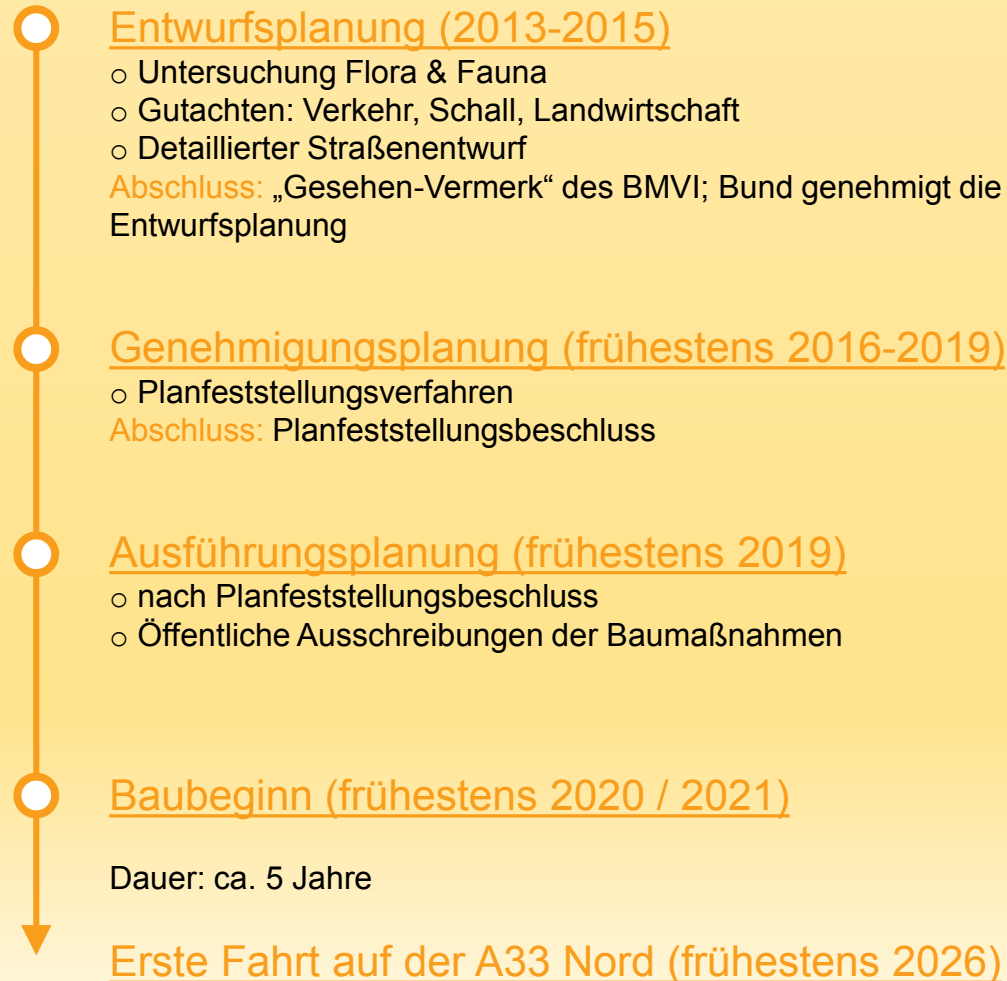 Entwurfsplanung (2013-2015)
o Untersuchung Flora & Fauna
o Gutachten: Verkehr, Schall, Landwirtschaft
o Detaillierter Straßenentwurf
Abschluss: „Gesehen-Vermerk“ des BMVI; Bund genehmigt die
Entwurfsplanung
Genehmigungsplanung (frühestens 2016-2019)
o Planfeststellungsverfahren
Abschluss: Planfeststellungsbeschluss
Ausführungsplanung (frühestens 2019)
o nach Planfeststellungsbeschluss
o Öffentliche Ausschreibungen der Baumaßnahmen
Baubeginn (frühestens 2020 / 2021)
Dauer: ca. 5 Jahre
Erste Fahrt auf der A33 Nord (frühestens 2026)